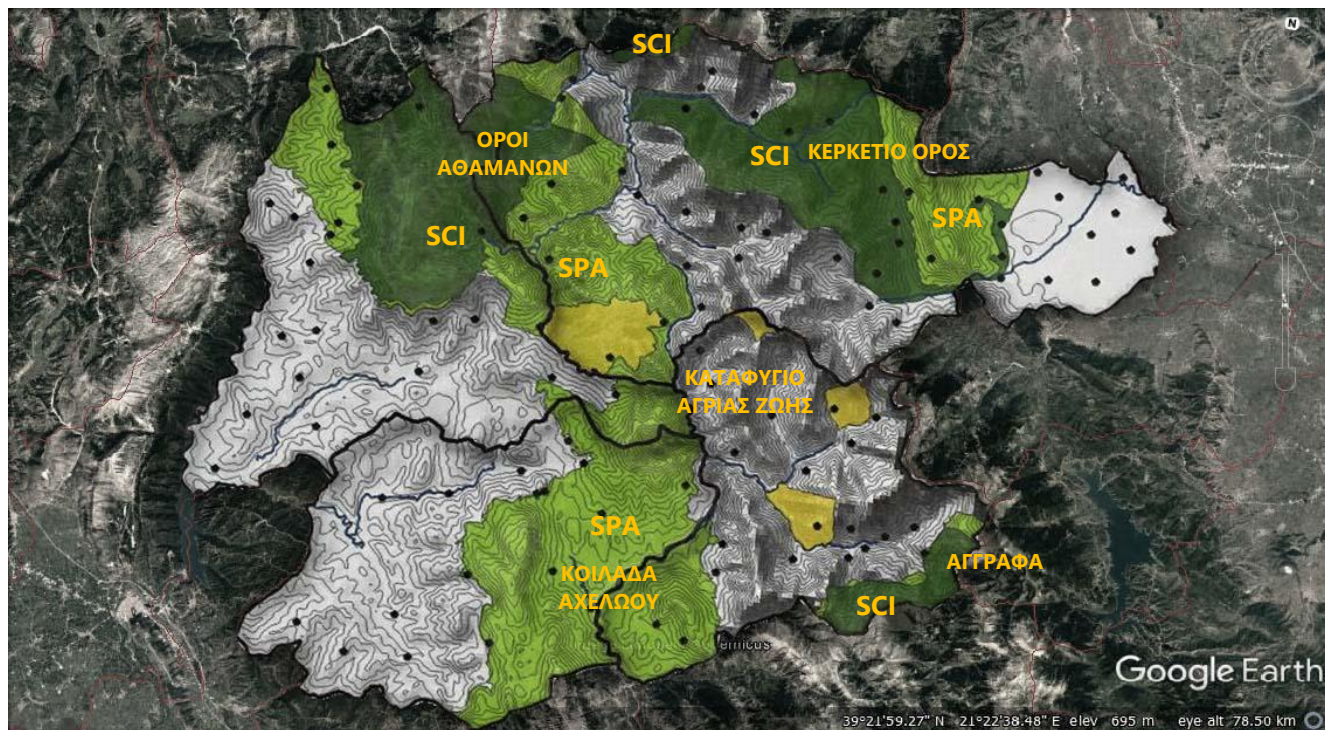 N
SCI
ΟΡΟΙ
ΑΘΑΜΑΝΩΝ
SCI
ΚΕΡΚΕΤΙΟ ΟΡΟΣ
SCI
SPA
SPA
ΚΑΤΑΦΥΓΙΟ
ΑΓΡΙΑΣ ΖΩΗΣ
SPA
ΚΟΙΛΑΔΑ
ΑΧΕΛΩΟΥ
ΑΓΓΡΑΦΑ
SCI
Google Earth
39°21'59.27" N 21°22'38.48" E elev 695 m eye alt 78.50 km